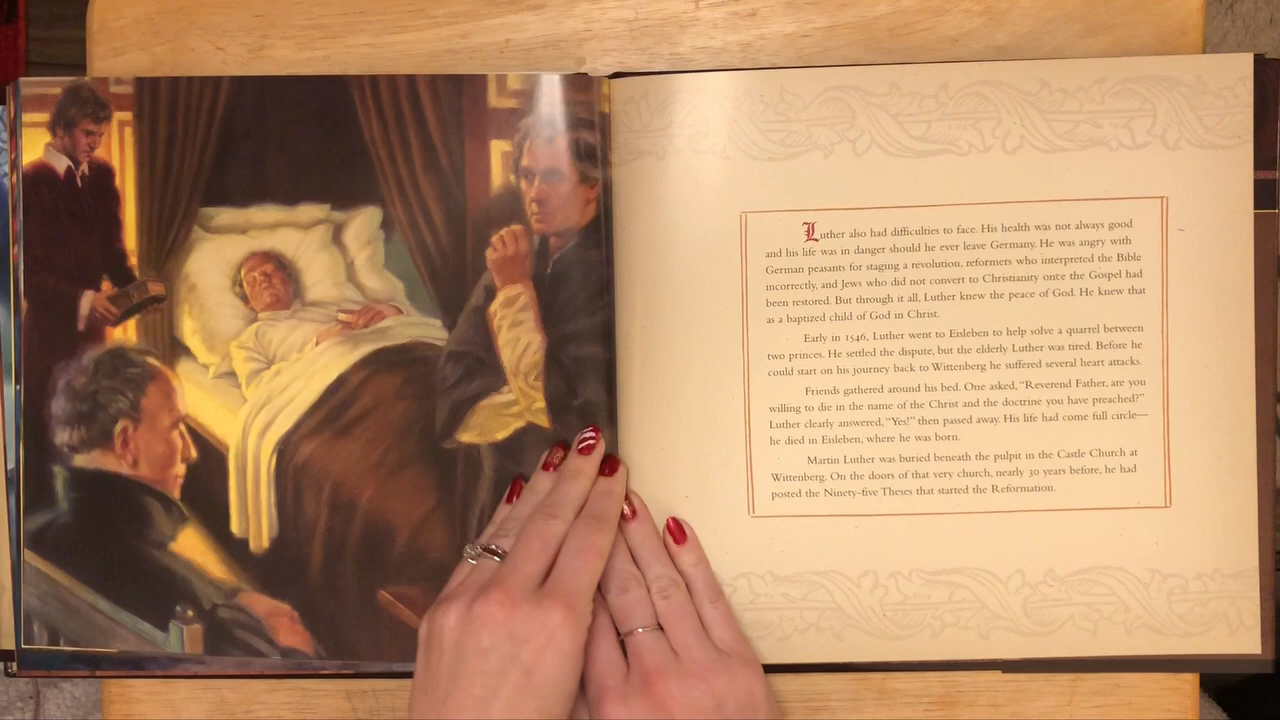 Luther also had difficulties to face. His health was not always good
and his life was in danger should he ever leave Germany. He was angry with
German peasants for staging a revolution, reformers who interpreted the Bible
incorrectly, and Jews who did not convert to Christianity once the Gospel had
been restored. But through it all, Luther knew the peace of God. He knew that
as a baptized child of God in Christ.
Early in 1546, Luther went to Eisleben to help solve a quarrel between
two princes. He settled the dispute, but the elderly Luther was tired. Before he
could start on his journey back to Wittenberg he suffered several heart attacks.
Friends gathered around his bed. One asked, “Reverend Father, are you
willing to die in the name of the Christ and the doctrine you have preached?”
Luther clearly answered, “Yes!” then passed away. His life had come full circle—
he died in Eisleben, where he was born.
Martin Luther was buried beneath the pulpit in the Castle Church at
Wittenberg. On the doors of that very church, nearly 30 years before, he had
posted the Ninety-five Theses that started the Reformation.